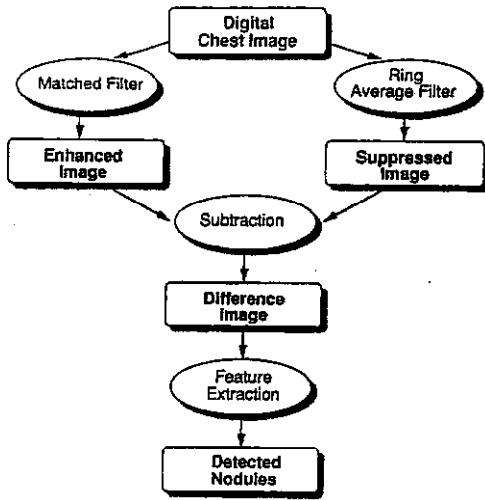 Digital
Chest Image
Matched Filter
Ring
Average Filter
Enhanced
Image
Suppressed
Image
Subtraction
Difference
Image
Feature
Extraction
Detected
Nodules